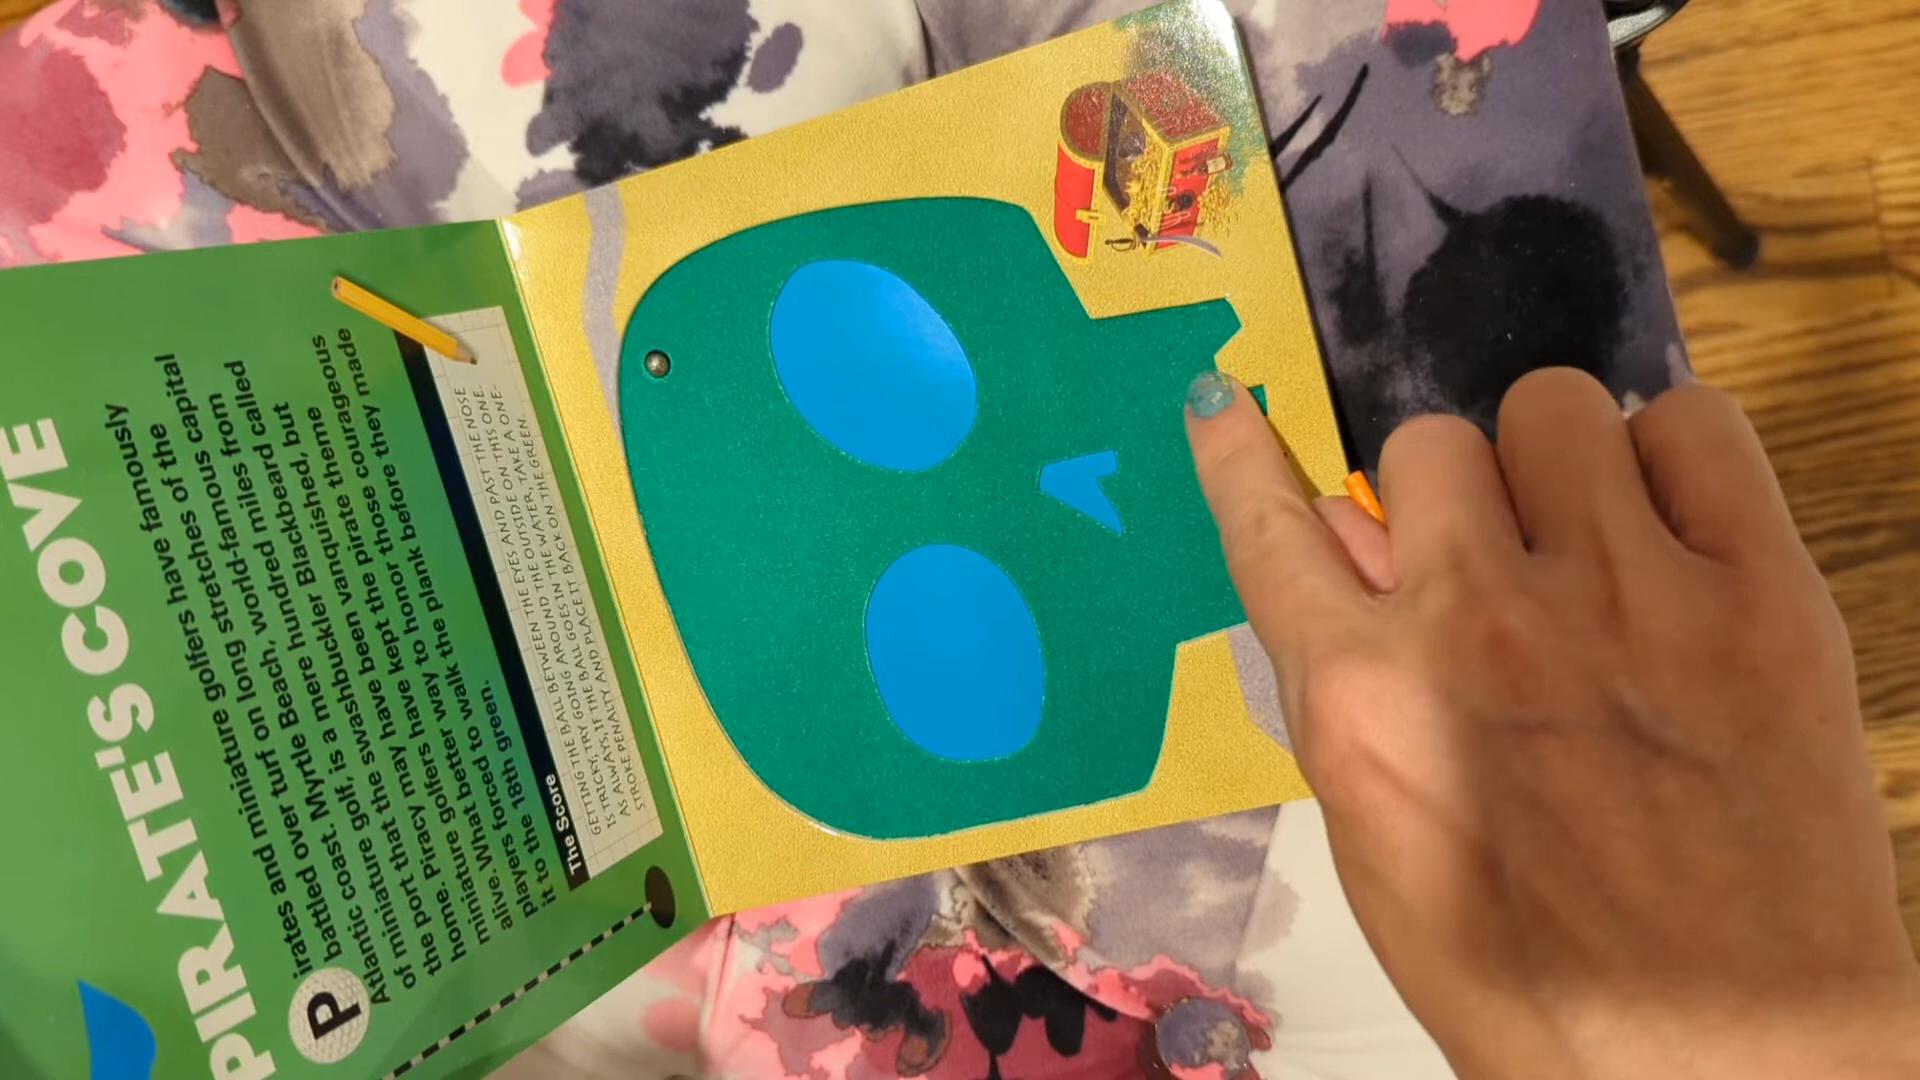 PIRATE'S COVE
Pirates and miniature golfers have famously
battled over turf on long stretches of the
Atlantic coast. Myrtle Beach, world-famous capital
of miniature golf, is a mere hundred miles from
the port that the swashbuckler Blackbeard called
home. Piracy may have been vanquished, but
miniature golfers have kept the pirate theme
alive. What better way to honor those courageous
players forced to walk the plank before they made
it to the 18th green.
The Score
GETTING THE BALL BETWEEN THE EYES AND PAST THE NOSE
IS TRICKY, TRY GOING AROUND THE OUTSIDE ON THIS ONE.
AS ALWAYS, IF THE BALL GOES IN THE WATER, TAKE A ONE-
STROKE PENALTY AND PLACE IT BACK ON THE GREEN.